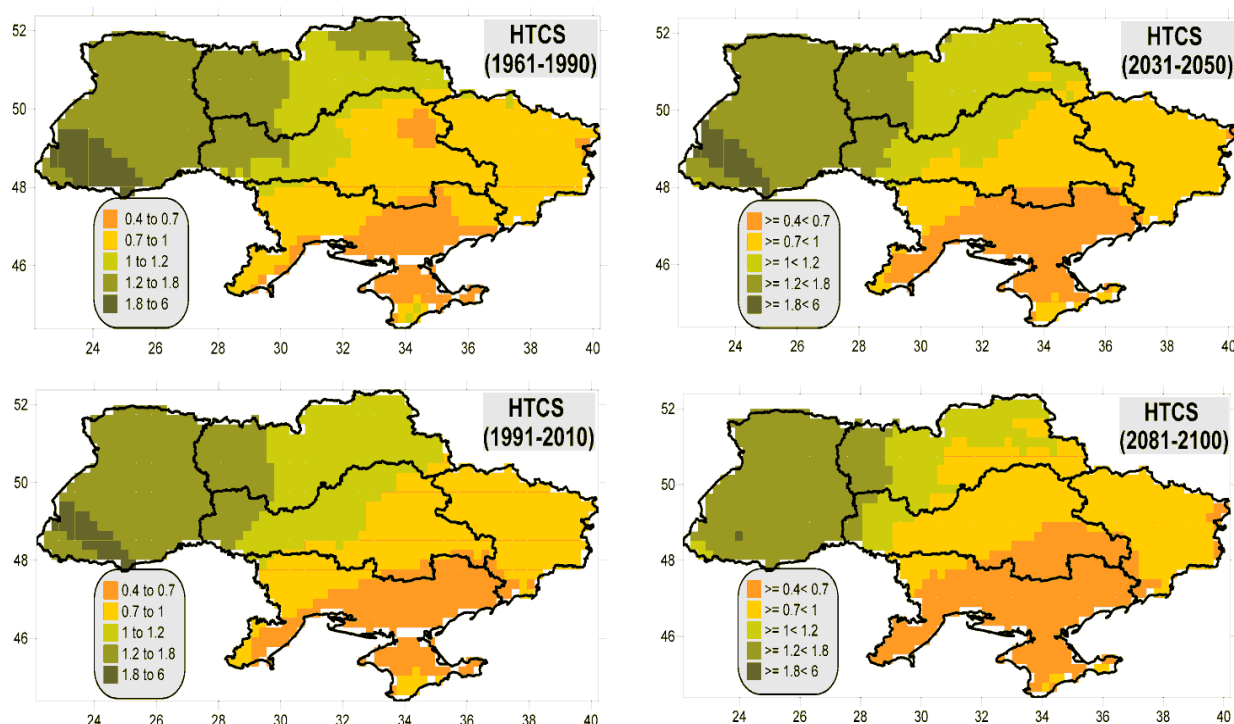 HTCS
(1961-1990)
52
50
48
46
0.4 to 0.7
0.7 to 1
1 to 1.2
1.2 to 1.8
1.8 to 6
24 26 28 30 32 34 36 38 40
HTCS
(2031-2050)
52
50
48
46
>= 0.4< 0.7
>= 0.7< 1
>= 1< 1.2
>= 1.2< 1.8
>= 1.8< 6
24 26 28 30 32 34 36 38 40
HTCS
(1991-2010)
52
50
48
46
0.4 to 0.7
0.7 to 1
1 to 1.2
1.2 to 1.8
1.8 to 6
24 26 28 30 32 34 36 38 40
HTCS
(2081-2100)
52
50
48
46
>= 0.4< 0.7
>= 0.7< 1
>= 1< 1.2
>= 1.2< 1.8
>= 1.8< 6
24 26 28 30 32 34 36 38 40